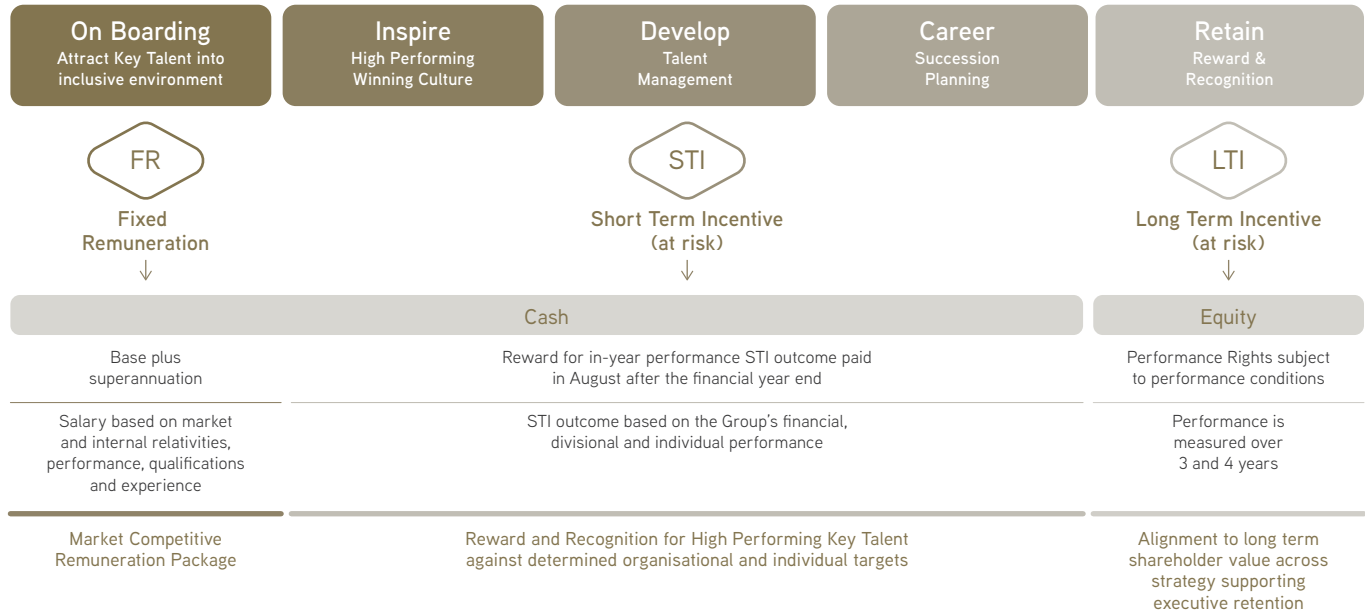 On Boarding
Attract Key Talent into
inclusive environment
Inspire
High Performing
Winning Culture
Develop
Talent
Management
Career
Succession
Planning
Retain
Reward &
Recognition
FR
Fixed
Remuneration
STI
Short Term Incentive
(at risk)
LTI
Long Term Incentive
(at risk)
Cash
Equity
Base plus
superannuation
Reward for in-year performance STI outcome paid
in August after the financial year end
Performance Rights subject
to performance conditions
Salary based on market
and internal relativities,
performance, qualifications
and experience
STI outcome based on the Group's financial,
divisional and individual performance
Performance is
measured over
3 and 4 years
Market Competitive
Remuneration Package
Reward and Recognition for High Performing Key Talent
against determined organisational and individual targets
Alignment to long term
shareholder value across
strategy supporting
executive retention